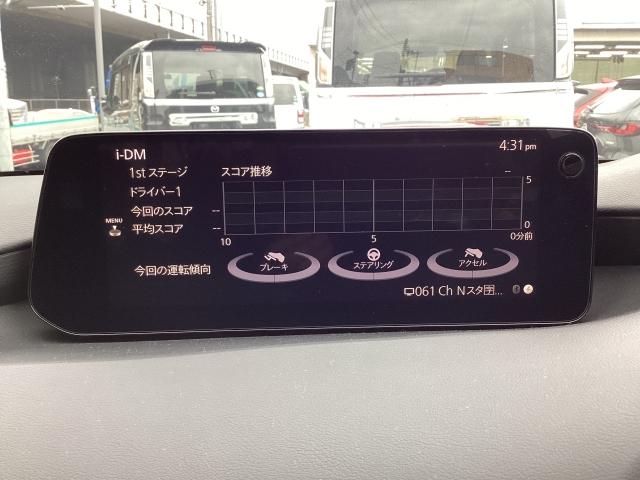 i-DM
4:31pm
1st ステージ
スコア推移
--
5
ドライバー1
今回のスコア --
MENU
平均スコア --
0
10
5
0分前
今回の運転傾向
ブレーキ
ステアリング
アクセル
061 Ch Nスタ🈑...